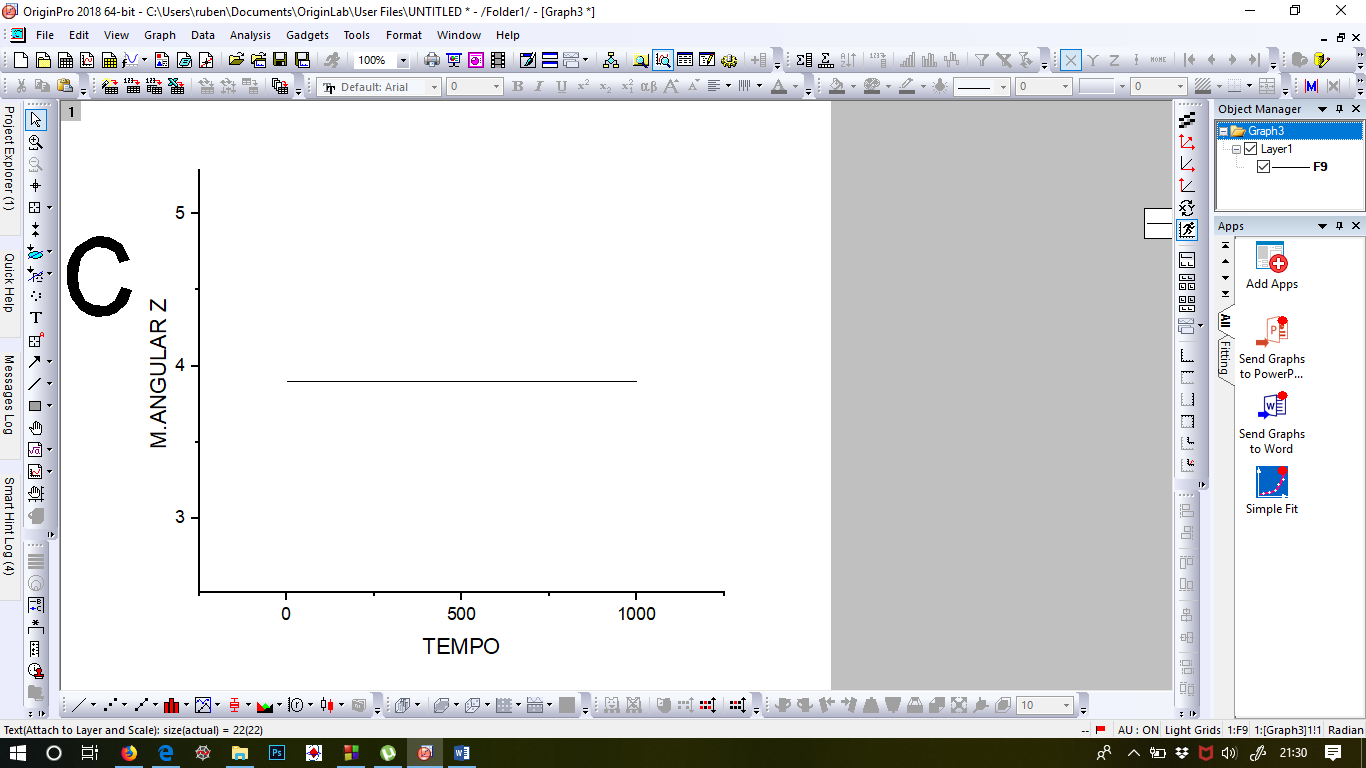 OriginPro 2018 64-bit - C:\Users\ruben\Documents\OriginLab\User Files\UNTITLED * - /Folder1/ - [Graph3 *]
File Edit View Graph Data Analysis Gadgets Tools Format Window Help
100%
Default: Arial 0 B I U αβ A A 0 0
Project Explorer (1)
Quick Help
Messages Log
Smart Hint Log (4)
1
C
M.ANGULAR Z
5
4
3
0 500 1000
TEMPO
Object Manager
Graph3
Layer1
F9
Apps
All
Fitting
Add Apps
Send Graphs
to PowerP...
Send Graphs
to Word
Simple Fit
10
Text(Attach to Layer and Scale): size(actual) = 22(22)
-- AU : ON Light Grids 1:F9 1:[Graph3]1!1 Radian
21:30